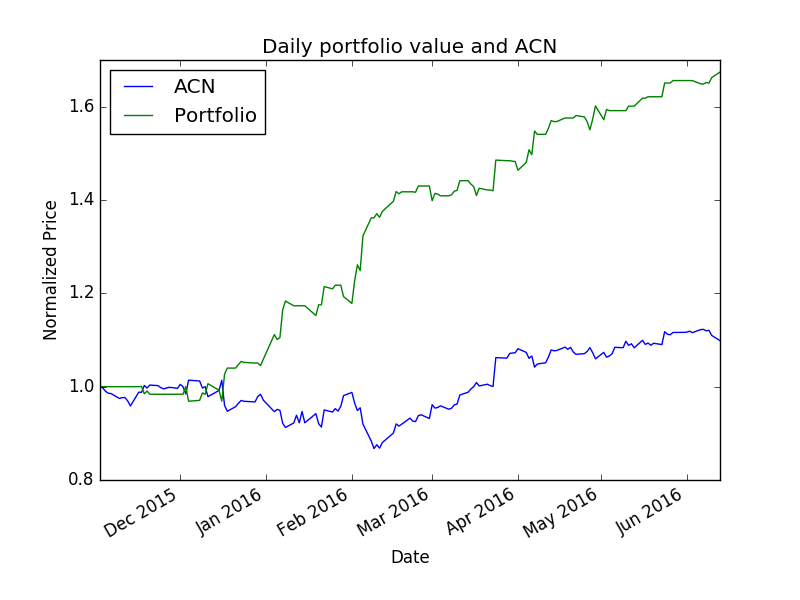 Daily portfolio value and ACN
ACN
Portfolio
1.6
1.4
1.2
1.0
0.8
Normalized Price
Dec 2015
Jan 2016
Feb 2016
Mar 2016
Apr 2016
May 2016
Jun 2016
Date